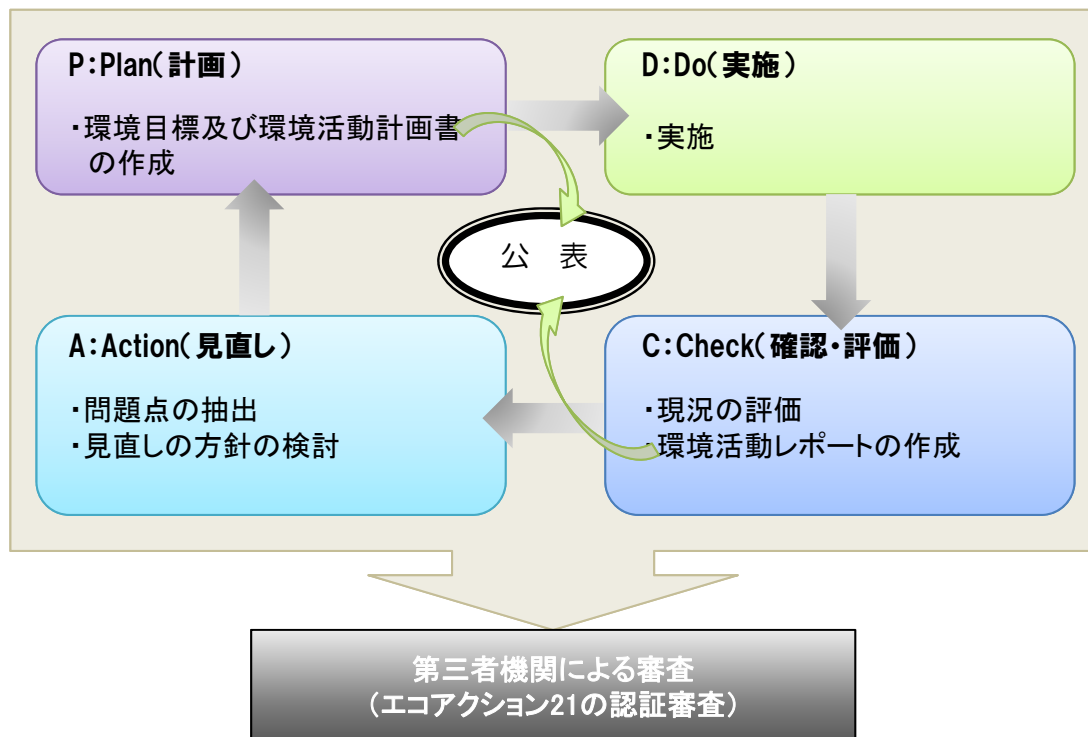 P:Plan(計画)
・環境目標及び環境活動計画書
の作成
D:Do(実施)
・実施
公　表
A:Action(見直し)
・問題点の抽出
・見直しの方針の検討
C:Check(確認・評価)
・現況の評価
・環境活動レポートの作成
第三者機関による審査
(エコアクション21の認証審査)